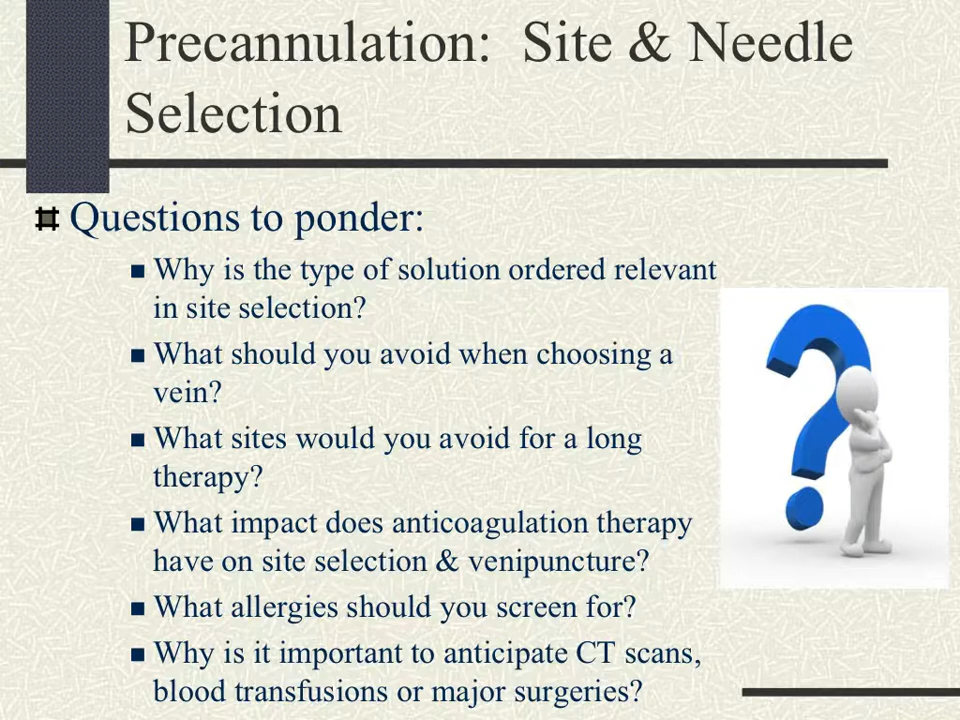 Precannulation: Site & Needle
Selection
Questions to ponder:
Why is the type of solution ordered relevant
in site selection?
What should you avoid when choosing a
vein?
What sites would you avoid for a long
therapy?
What impact does anticoagulation therapy
have on site selection & venipuncture?
What allergies should you screen for?
Why is it important to anticipate CT scans,
blood transfusions or major surgeries?